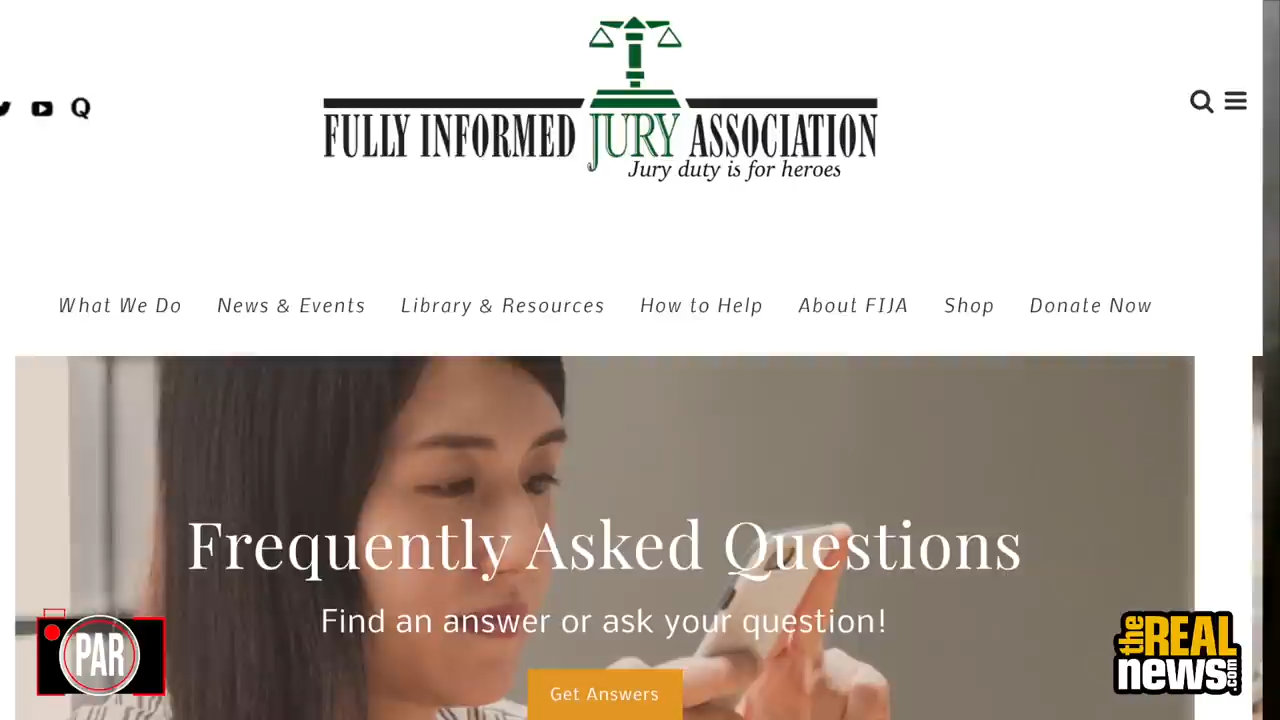 FULLY INFORMED JURY ASSOCIATION
Jury duty is for heroes
What We Do News & Events Library & Resources How to Help About FIJA Shop Donate Now
Frequently Asked Questions
Find an answer or ask your question!
Get Answers
PAR
the REAL
news.com